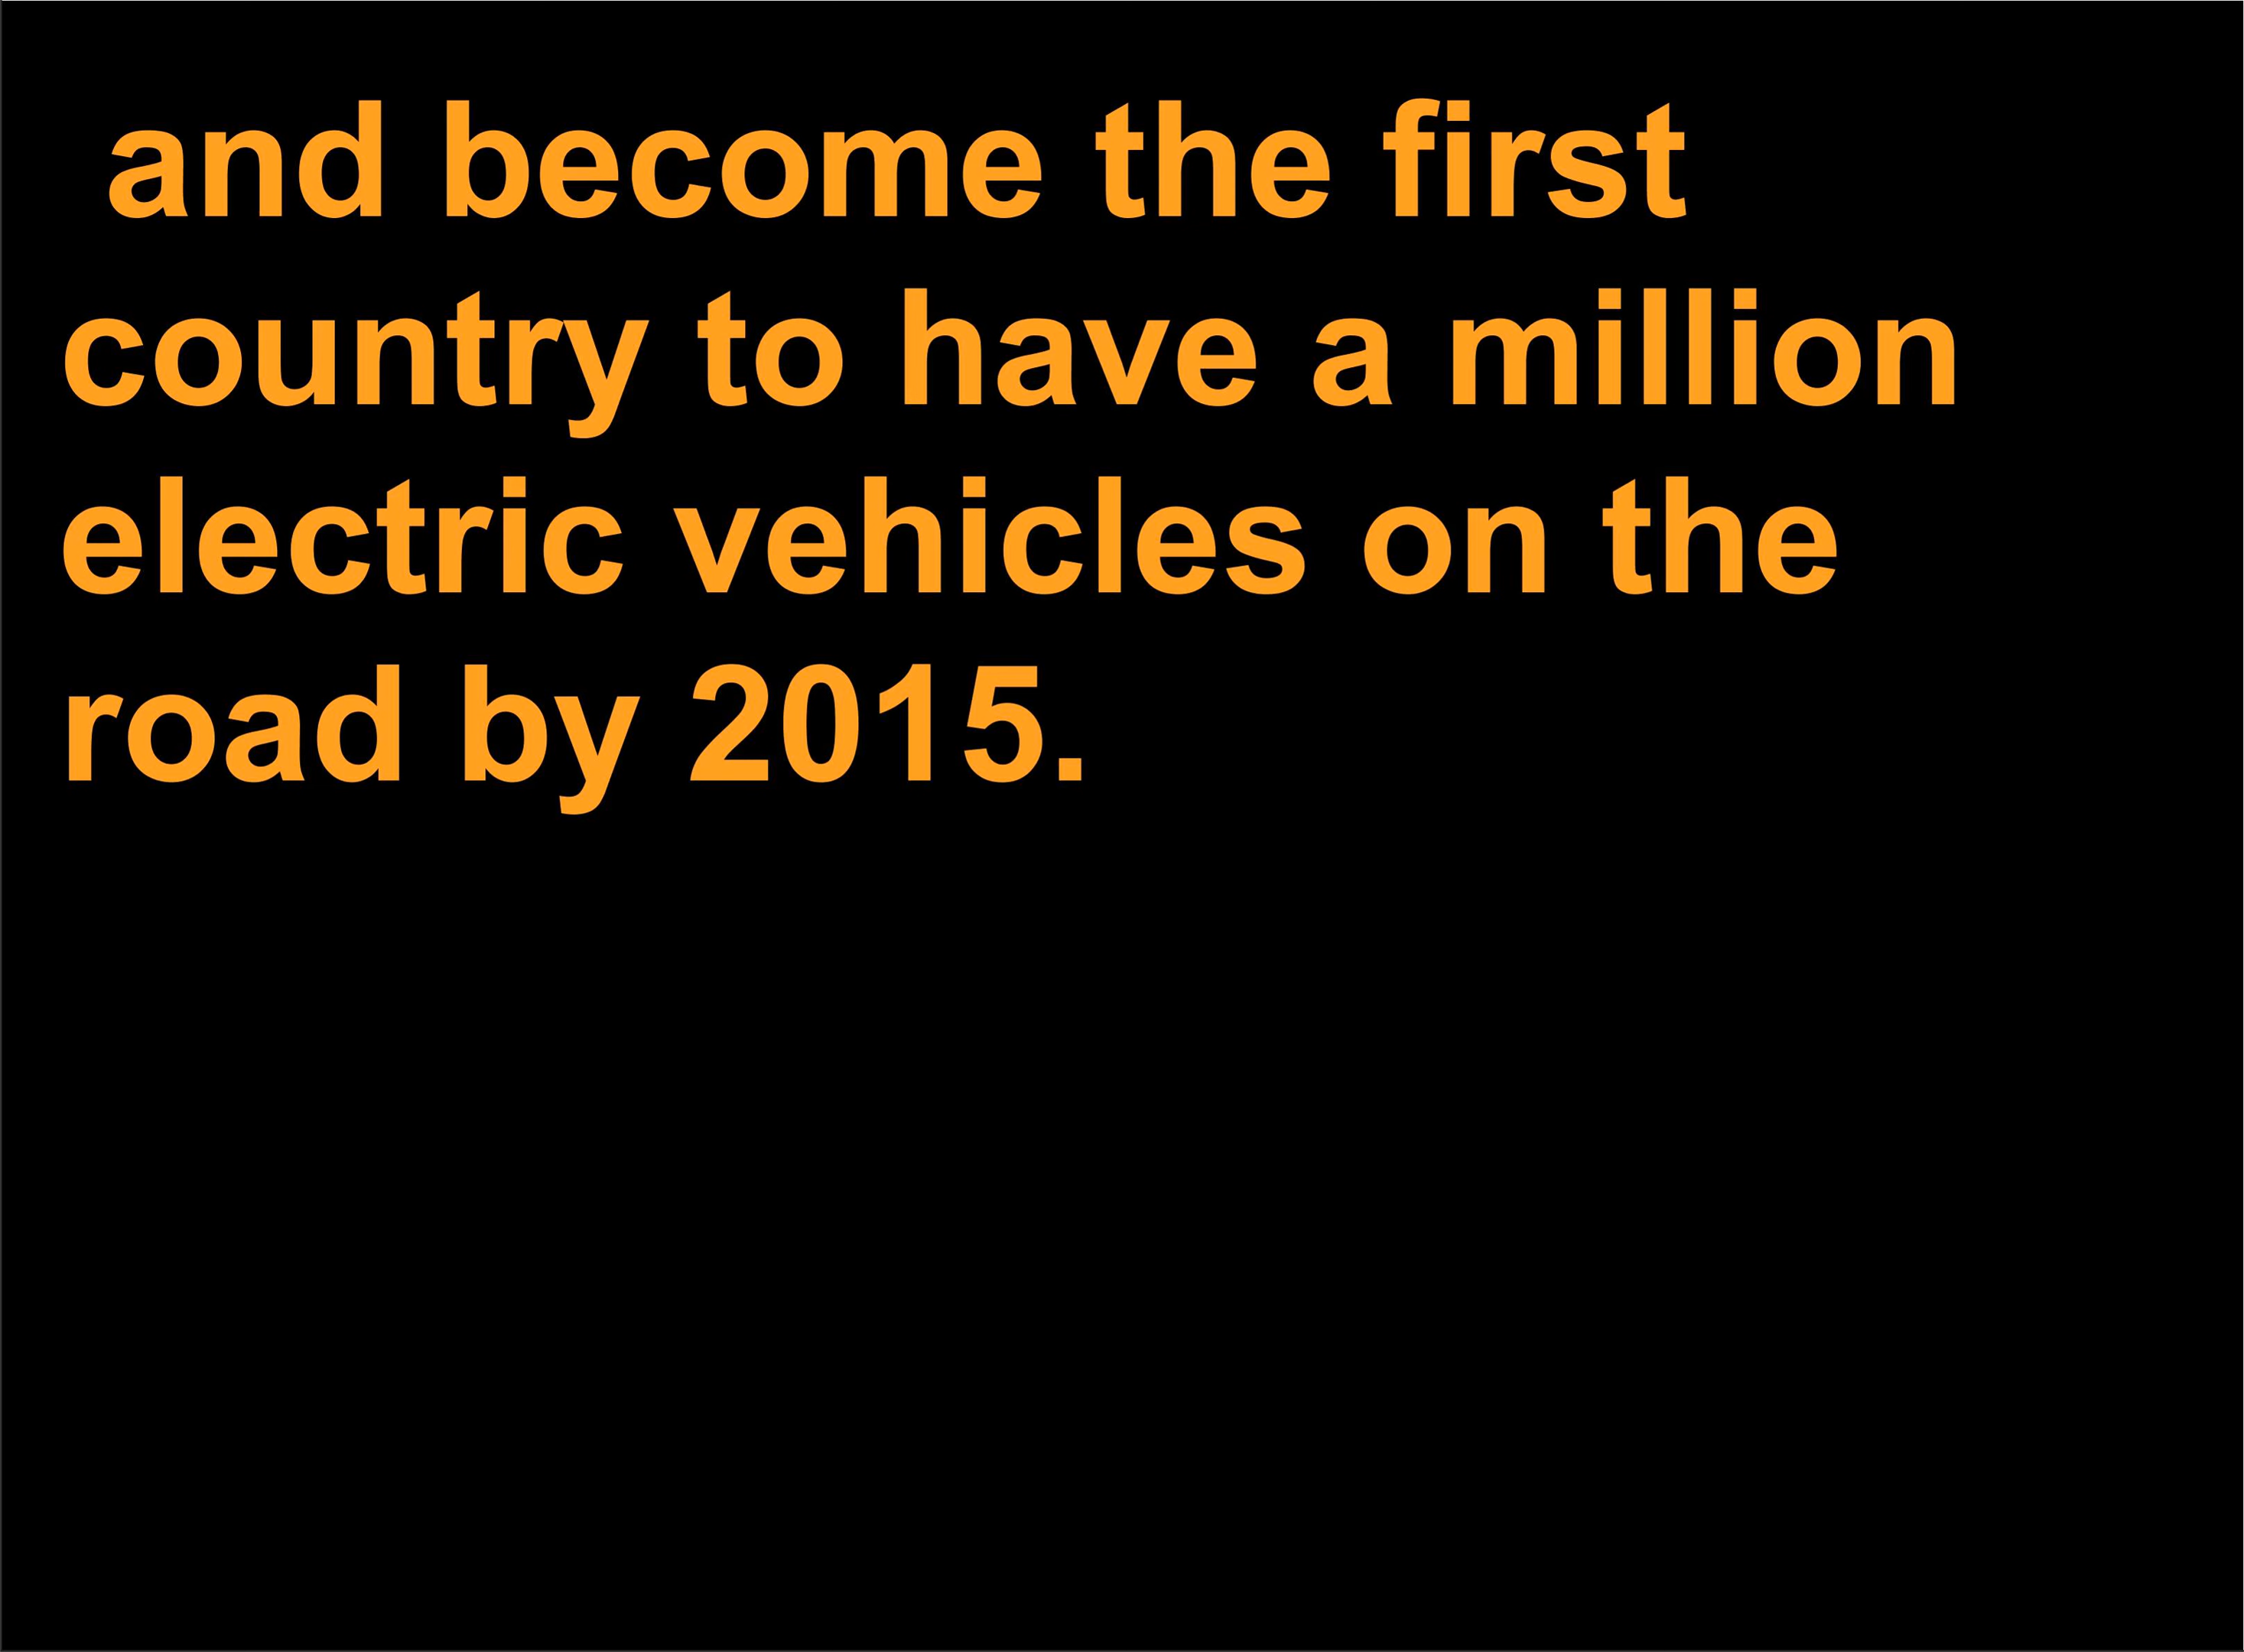 and become the first
country to have a million
electric vehicles on the
road by 2015.